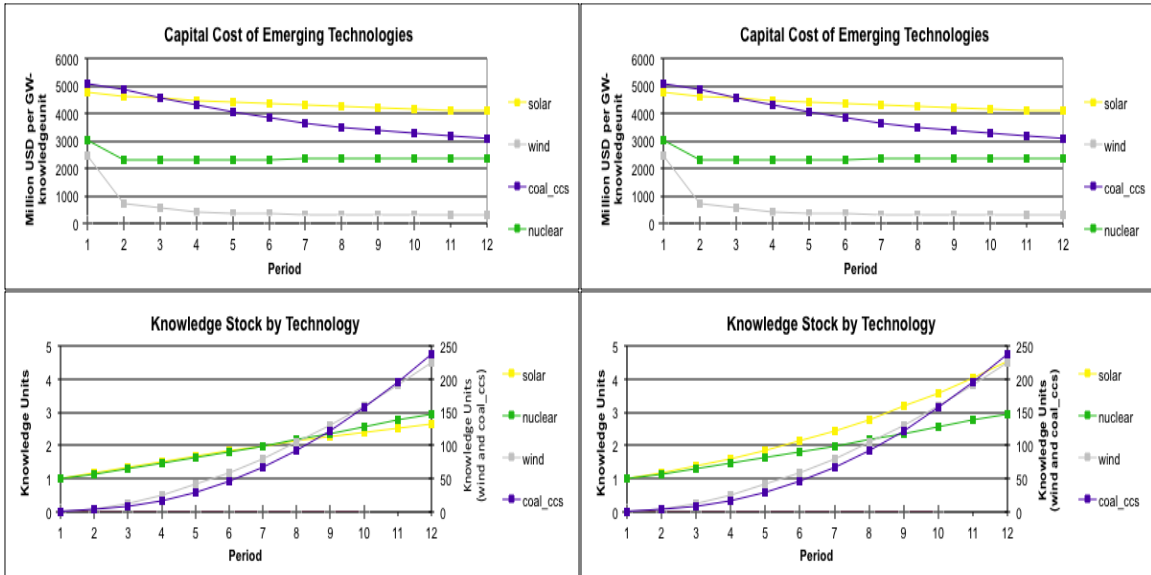 Capital Cost of Emerging Technologies
Million USD per GW-
knowledgeunit
6000
5000
4000
3000
2000
1000
0
1 2 3 4 5 6 7 8 9 10 11 12
Period
solar
wind
coal_ccs
nuclear
Capital Cost of Emerging Technologies
Million USD per GW-
knowledgeunit
6000
5000
4000
3000
2000
1000
0
1 2 3 4 5 6 7 8 9 10 11 12
Period
solar
wind
coal_ccs
nuclear
Knowledge Stock by Technology
Knowledge Units
5
4
3
2
1
0
1 2 3 4 5 6 7 8 9 10 11 12
Period
250
200
150
100
50
0
Knowledge Units
(wind and coal_ccs)
solar
nuclear
wind
coal_ccs
Knowledge Stock by Technology
Knowledge Units
5
4
3
2
1
0
1 2 3 4 5 6 7 8 9 10 11 12
Period
250
200
150
100
50
0
Knowledge Units
(wind and coal_ccs)
solar
nuclear
wind
coal_ccs